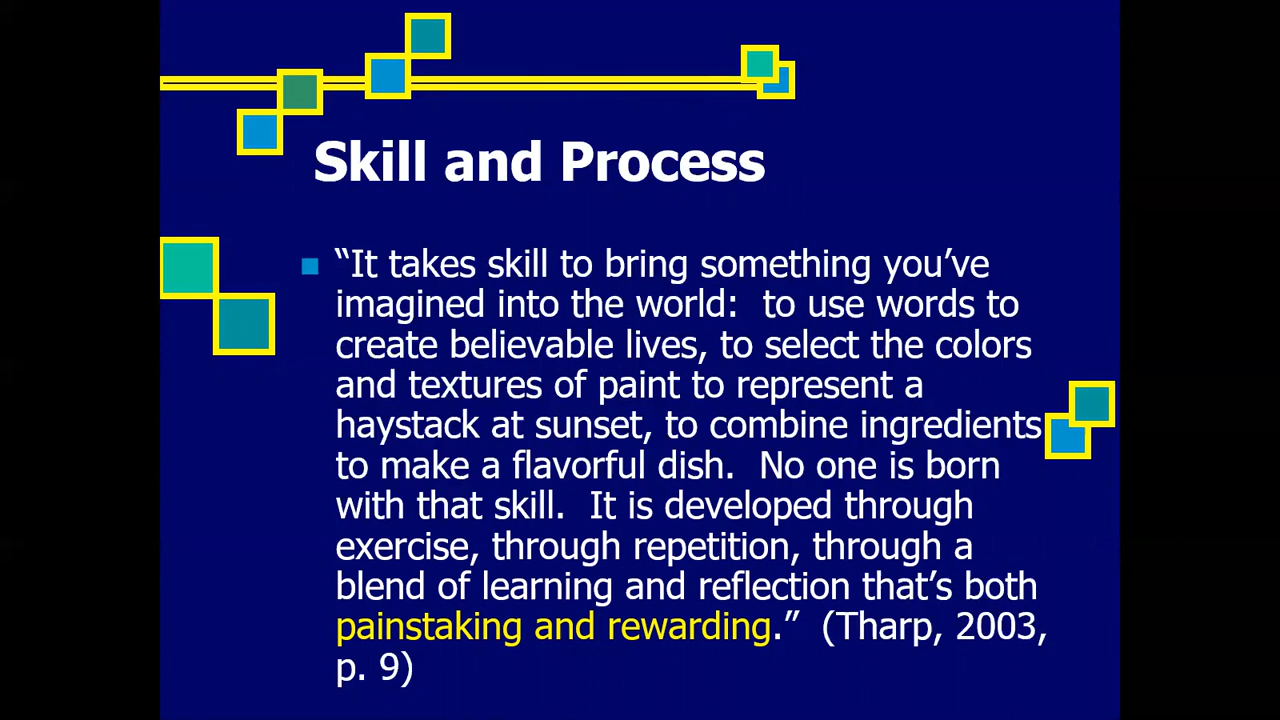 Skill and Process
“It takes skill to bring something you’ve
imagined into the world:  to use words to
create believable lives, to select the colors
and textures of paint to represent a
haystack at sunset, to combine ingredients
to make a flavorful dish.  No one is born
with that skill.  It is developed through
exercise, through repetition, through a
blend of learning and reflection that’s both
painstaking and rewarding.”  (Tharp, 2003,
p. 9)